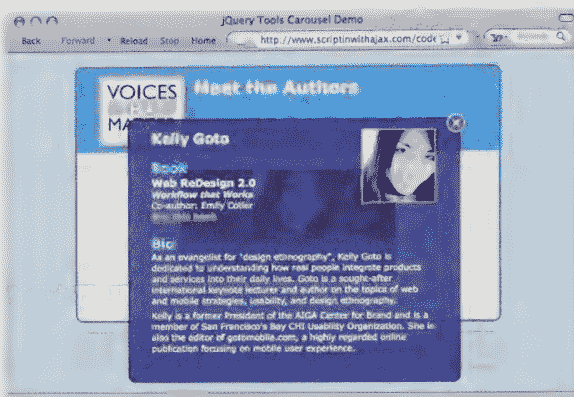 jQuery Tools Carousel Demo
Back Forward Reload Stop Home http://www.scriptinwithajax.com/code
VOICES
THAT
MATTER
Meet the Authors
Kelly Goto
Book
Web ReDesign 2.0
Workflow that Works
Co-author: Emily Cotler
Buy this book
Bio
As an evangelist for "design ethnography", Kelly Goto is
dedicated to understanding how real people integrate products
and services into their daily lives. Goto is a sought-after
international keynote lecturer and author on the topics of web
and mobile strategies, usability, and design ethnography.
Kelly is a former President of the AIGA Center for Brand and is a
member of San Francisco's Bay CHI Usability Organization. She is
also the editor of gotomobile.com, a highly regarded online
publication focusing on mobile user experience.